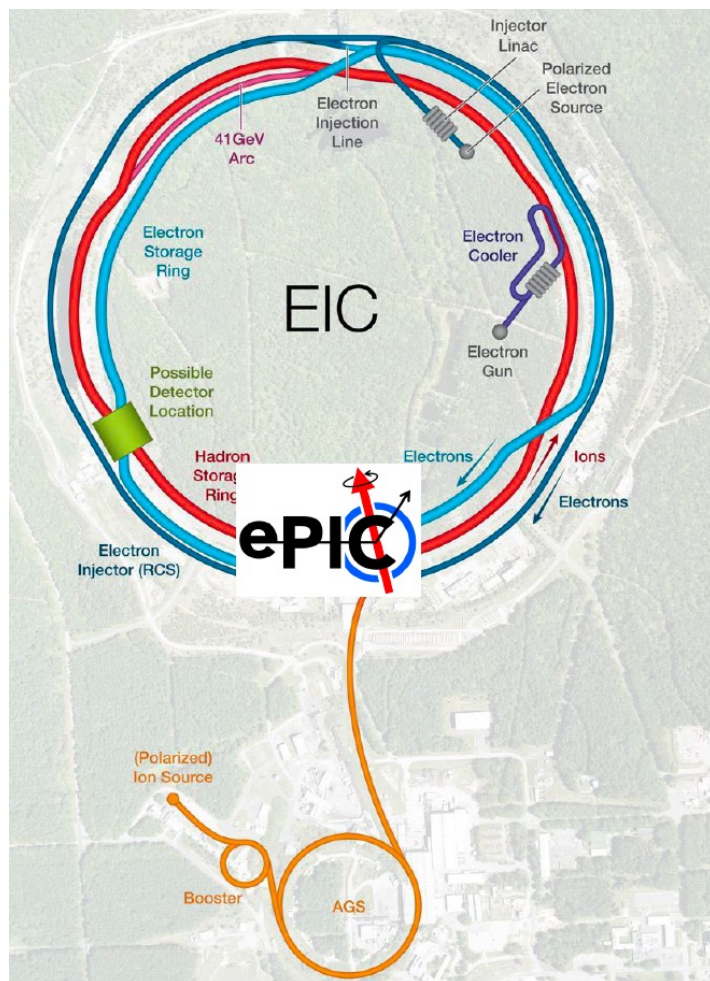 Injector
Linac
Polarized
Electron
Source
Electron
Injection
Line
41GeV
Arc
Electron
Storage
Ring
Electron
Cooler
EIC
Electron
Gun
Possible
Detector
Location
Hadron
Storage
Ring
Electrons
Ions
Electrons
ePIC
Electron
Injector (RCS)
(Polarized)
Ion Source
Booster
AGS